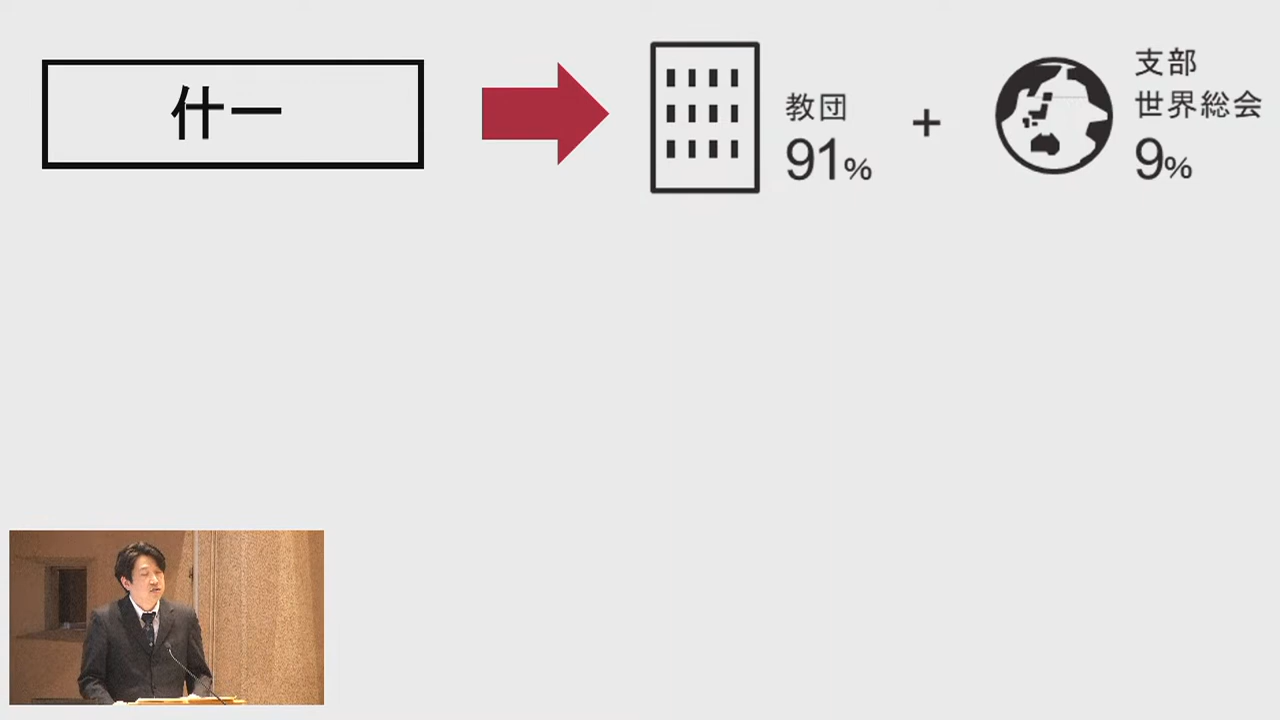 什一
教団
91%
+
支部
世界総会
9%